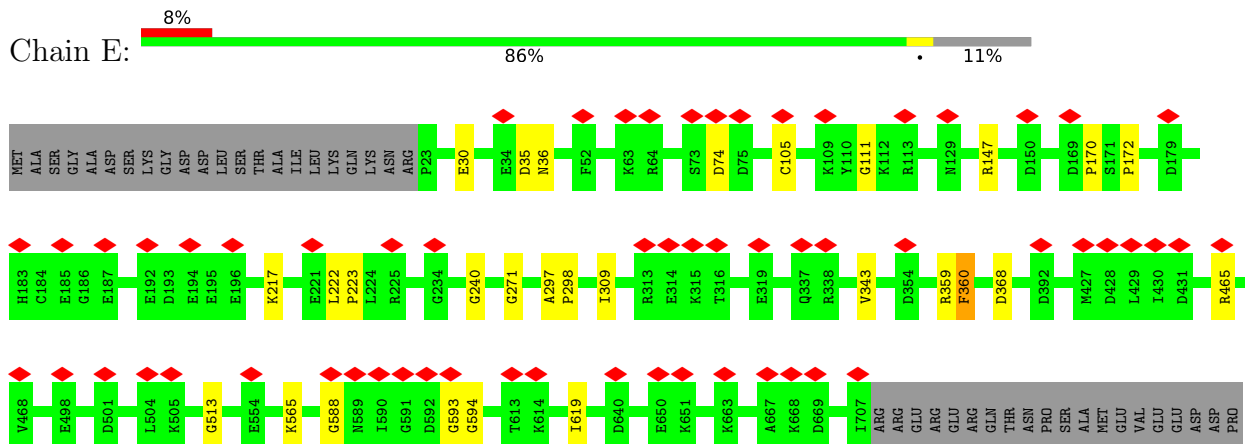 8%
Chain E:
86%
•
11%
MET ALA SER GLY ALA ASP SER LYS GLY ASP ASP LEU SER THR ALA ILE LEU LYS GLN LYS ASN ARG P23 E30 E34 D35 N36 F52 K63 R64 S73 D74 D75 C105 K109 Y110 G111 K112 R113 N129 R147 D150 D169 P170 S171 P172 D179
H183 C184 E185 G186 E187 E192 D193 E194 E195 E196 K217 E221 L222 P223 L224 R225 G234 G240 G271 A297 P298 I309 R313 E314 K315 T316 E319 Q337 R338 V343 D354 R359 F360 D368 D392 M427 D428 L429 I430 D431 R465
V468 E498 D501 L504 K505 G513 E554 K565 G588 N589 I590 G591 D592 G593 G594 T613 K614 I619 D640 E650 K651 K663 A667 K668 D669 I707 ARG ARG GLU ARG GLU ARG GLN THR ASN PRO SER ALA MET GLU VAL GLU GLU ASP ASP PRO